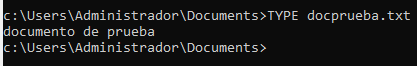 c:\Users\Administrador\Documents>TYPE docprueba.txt
documento de prueba
c:\Users\Administrador\Documents>